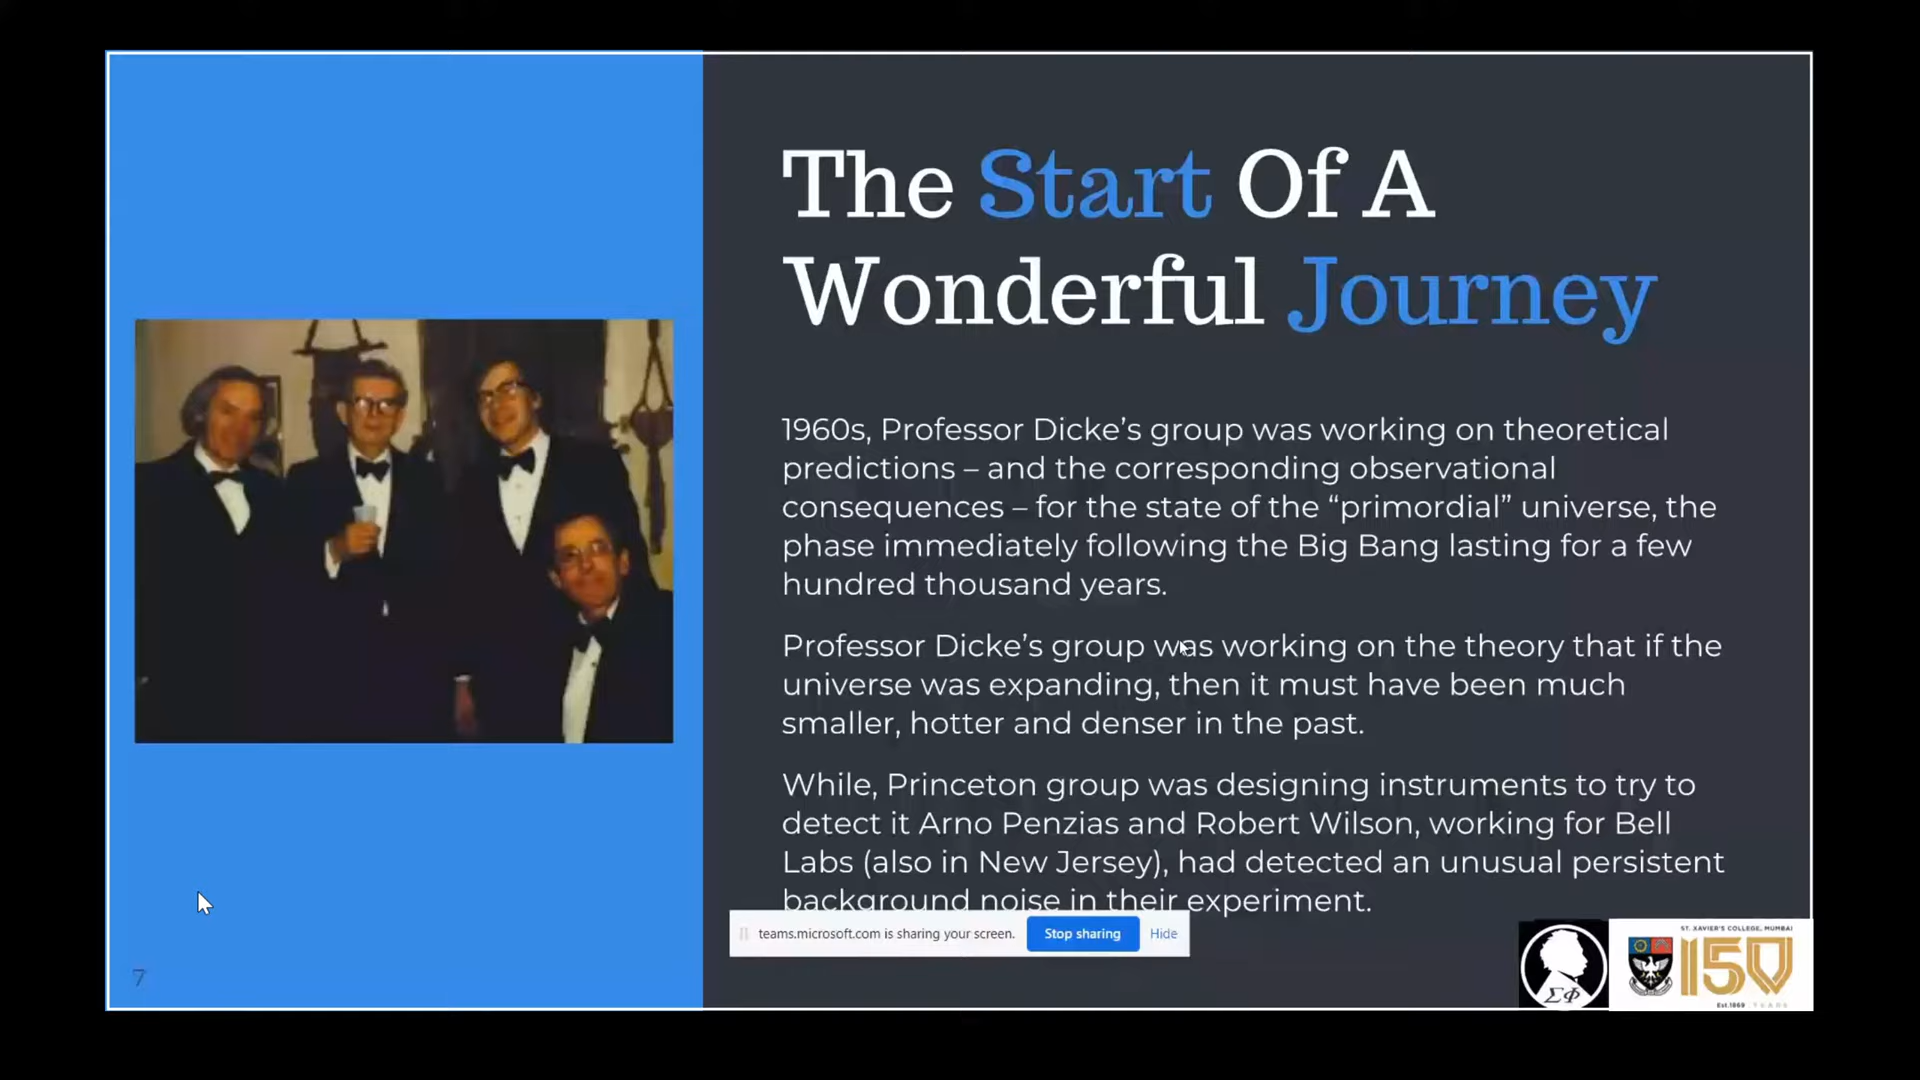 The Start Of A
Wonderful Journey
1960s, Professor Dicke’s group was working on theoretical
predictions – and the corresponding observational
consequences – for the state of the “primordial” universe, the
phase immediately following the Big Bang lasting for a few
hundred thousand years.
Professor Dicke’s group was working on the theory that if the
universe was expanding, then it must have been much
smaller, hotter and denser in the past.
While, Princeton group was designing instruments to try to
detect it Arno Penzias and Robert Wilson, working for Bell
Labs (also in New Jersey), had detected an unusual persistent
background noise in their experiment.
teams.microsoft.com is sharing your screen. Stop sharing Hide
7
ΣΦ
ST. XAVIER'S COLLEGE, MUMBAI
150
Est.1869 YEARS